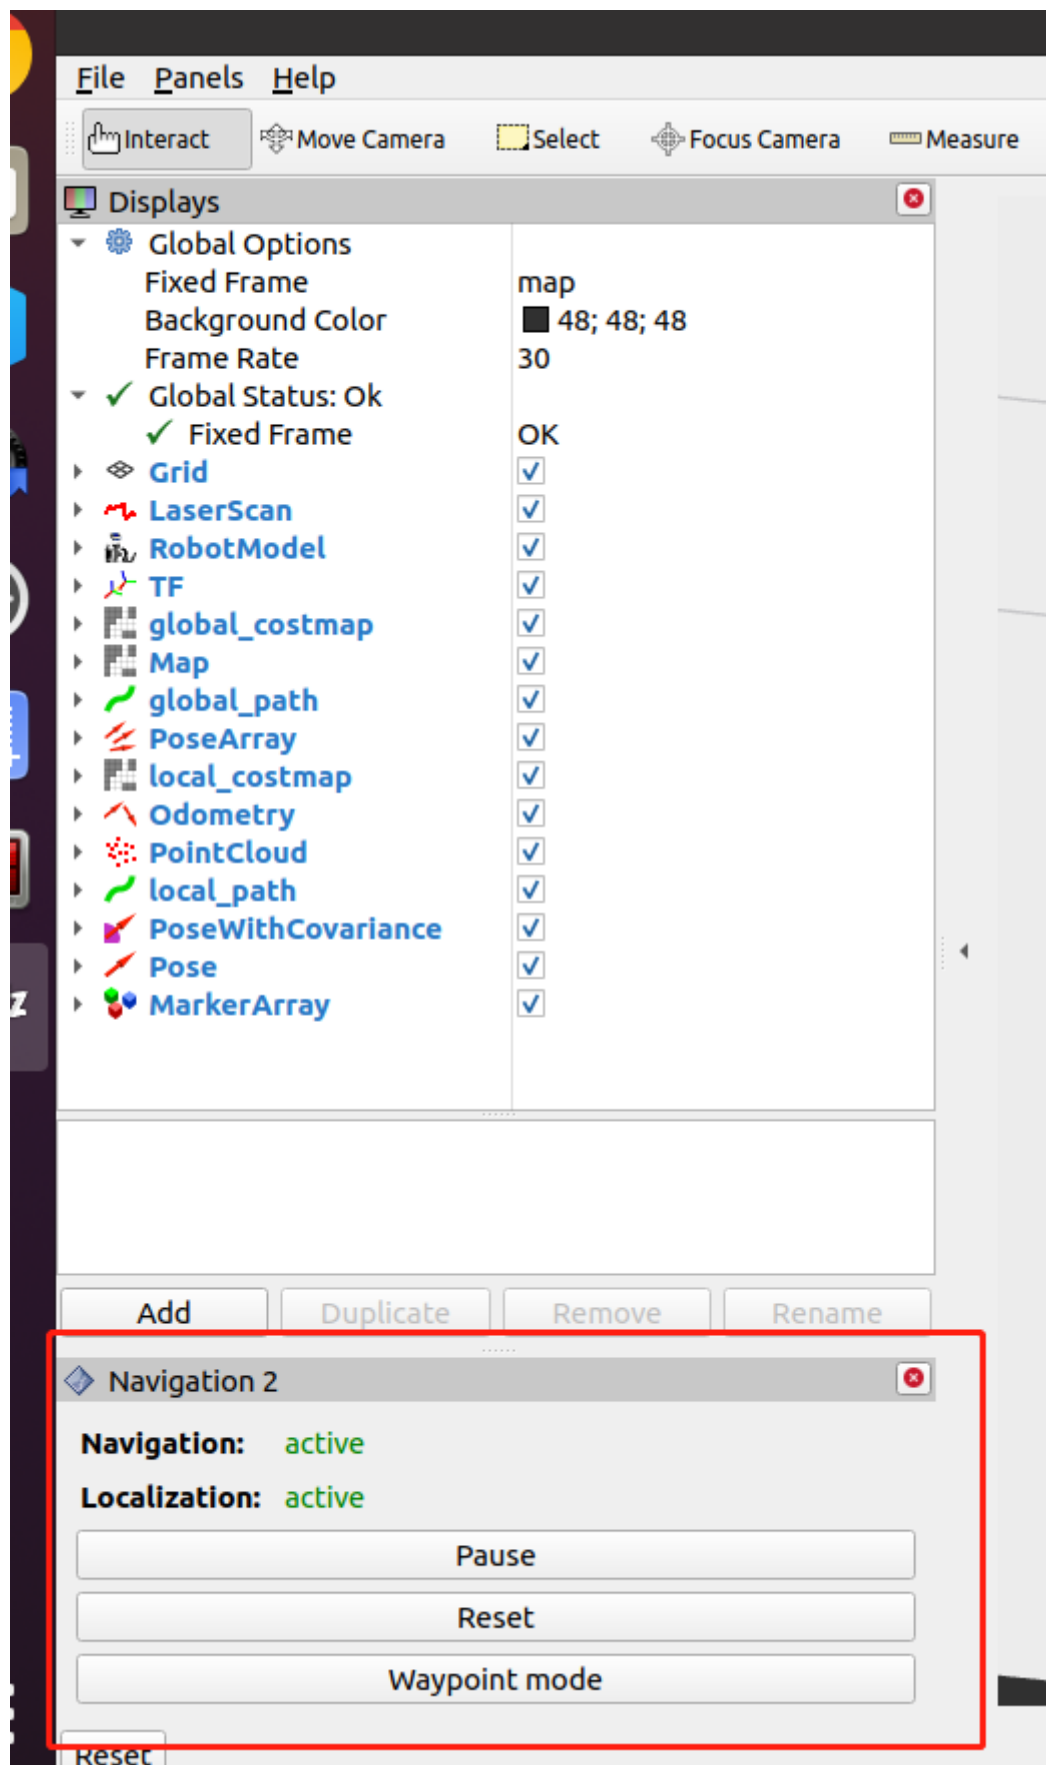 File Panels Help
Interact Move Camera Select Focus Camera Measure
Displays
Global Options
Fixed Frame map
Background Color 48; 48; 48
Frame Rate 30
Global Status: Ok
Fixed Frame OK
Grid
LaserScan
RobotModel
TF
global_costmap
Map
global_path
PoseArray
local_costmap
Odometry
PointCloud
local_path
PoseWithCovariance
Pose
MarkerArray
Add Duplicate Remove Rename
Navigation 2
Navigation: active
Localization: active
Pause
Reset
Waypoint mode
Reset